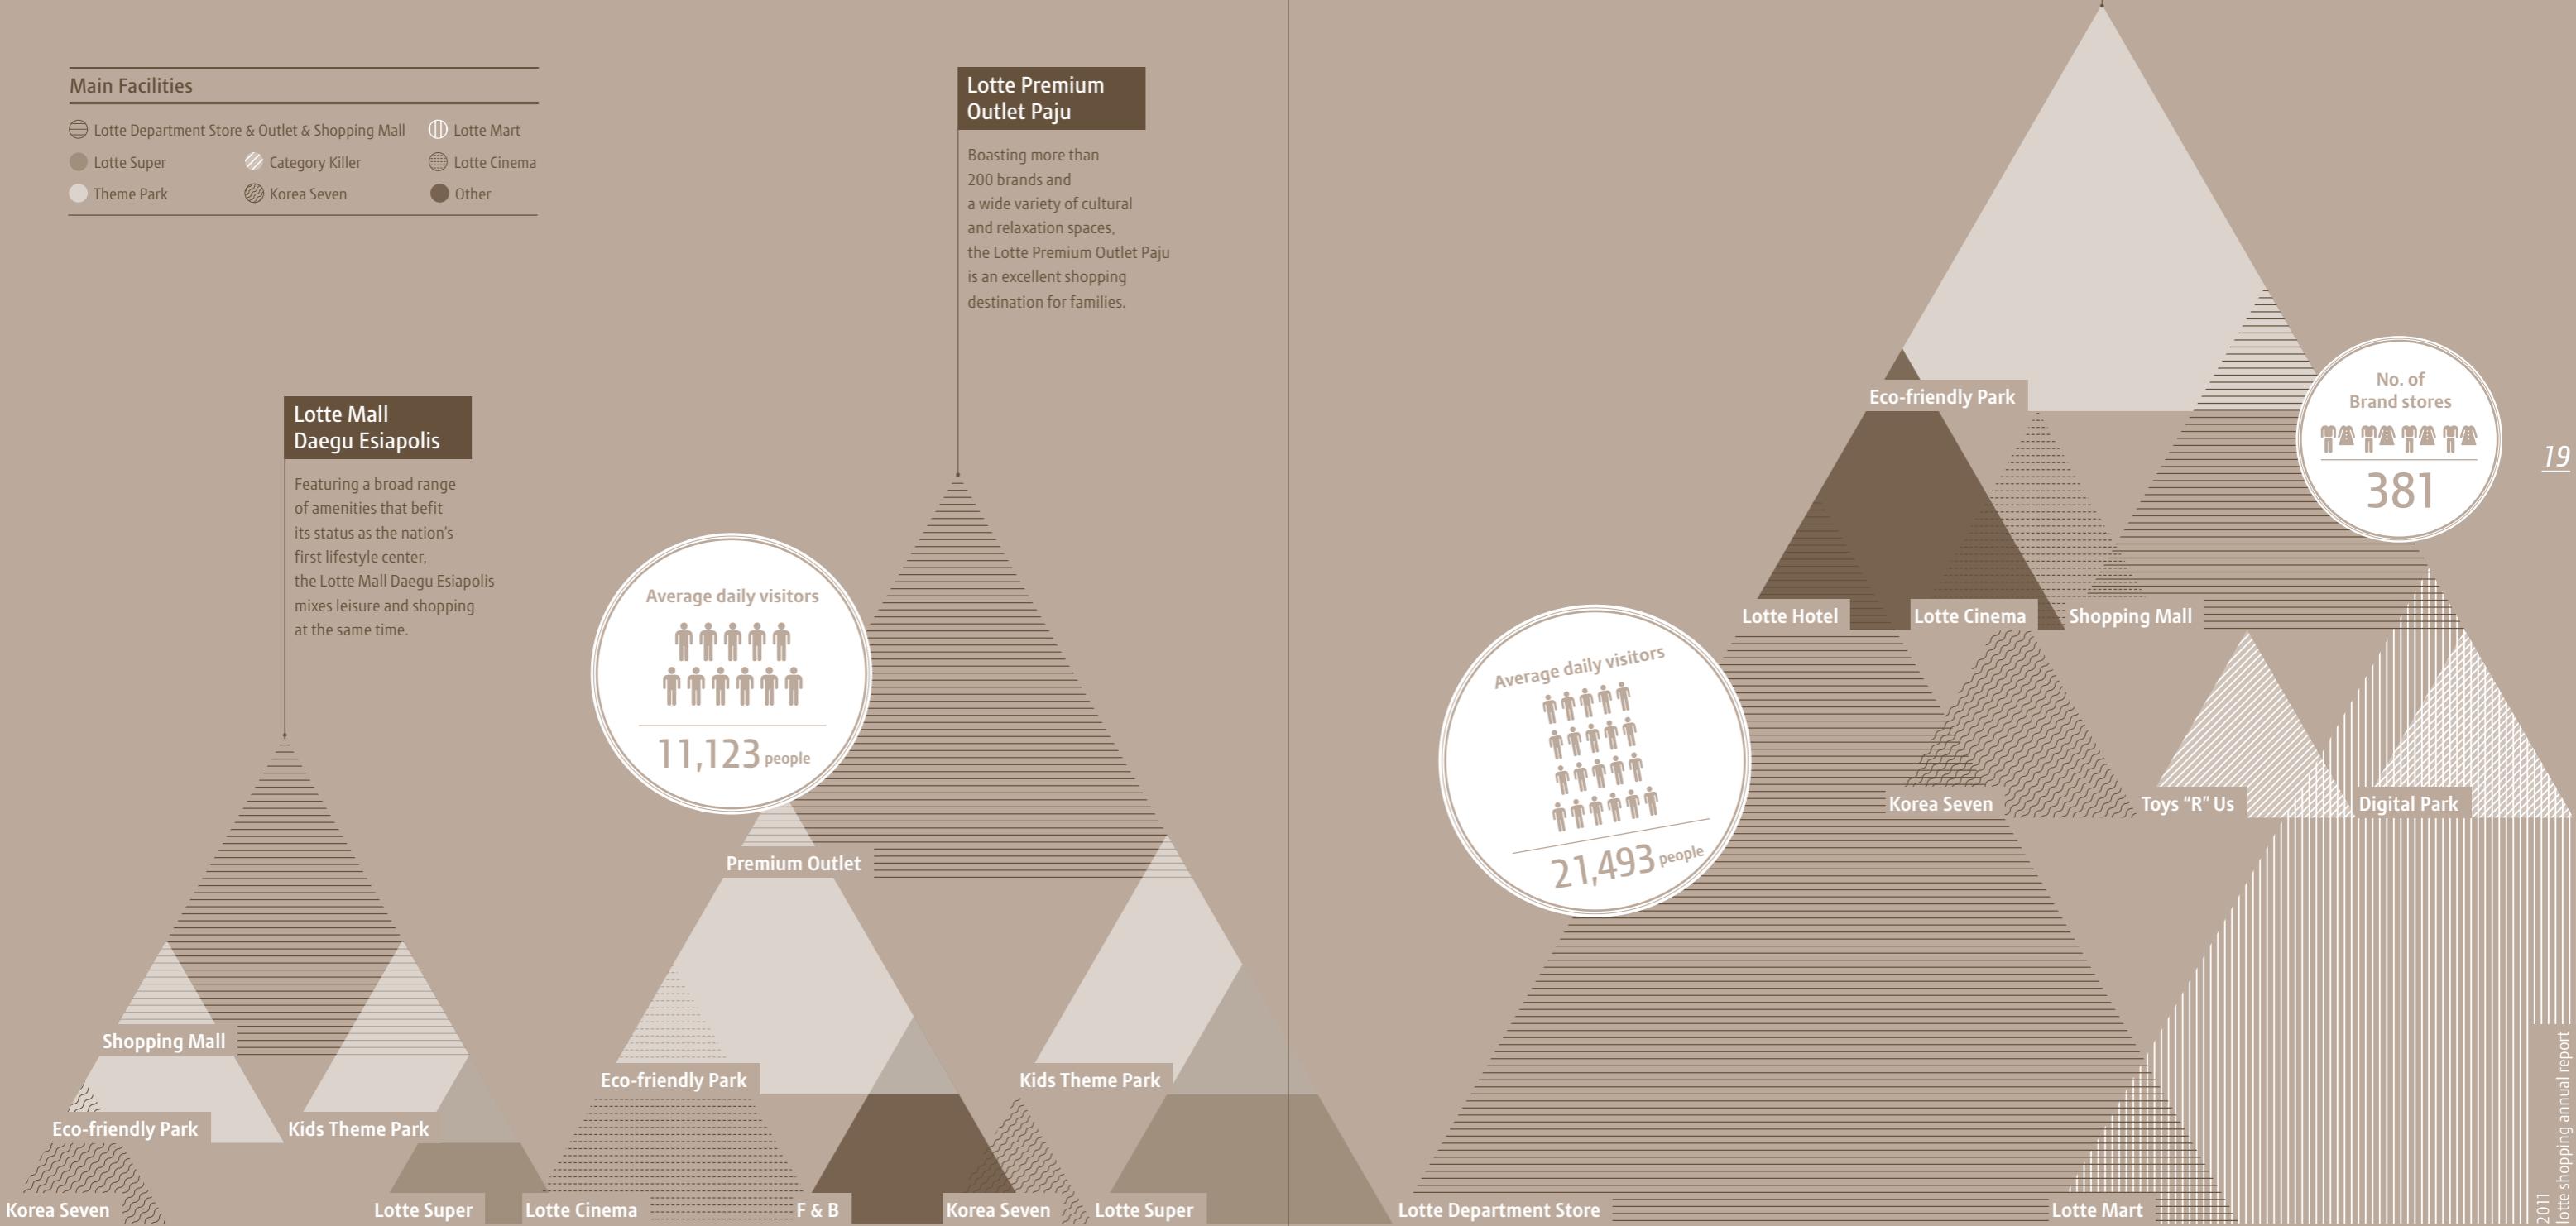 Main Facilities
Lotte Department Store & Outlet & Shopping Mall
Lotte Mart
Lotte Super
Category Killer
Lotte Cinema
Theme Park
Korea Seven
Other
Lotte Mall
Daegu Esiapolis
Featuring a broad range
of amenities that befit
its status as the nation's
first lifestyle center,
the Lotte Mall Daegu Esiapolis
mixes leisure and shopping
at the same time.
Shopping Mall
Eco-friendly Park
Kids Theme Park
Korea Seven
Lotte Super
Lotte Premium
Outlet Paju
Boasting more than
200 brands and
a wide variety of cultural
and relaxation spaces,
the Lotte Premium Outlet Paju
is an excellent shopping
destination for families.
Average daily visitors
11,123 people
Premium Outlet
Eco-friendly Park
Kids Theme Park
Lotte Cinema
F & B
Korea Seven
Lotte Super
Eco-friendly Park
No. of
Brand stores
381
Lotte Hotel
Lotte Cinema
Shopping Mall
Average daily visitors
21,493 people
Korea Seven
Toys “R” Us
Digital Park
Lotte Department Store
Lotte Mart
19
2011
lotte shopping annual report